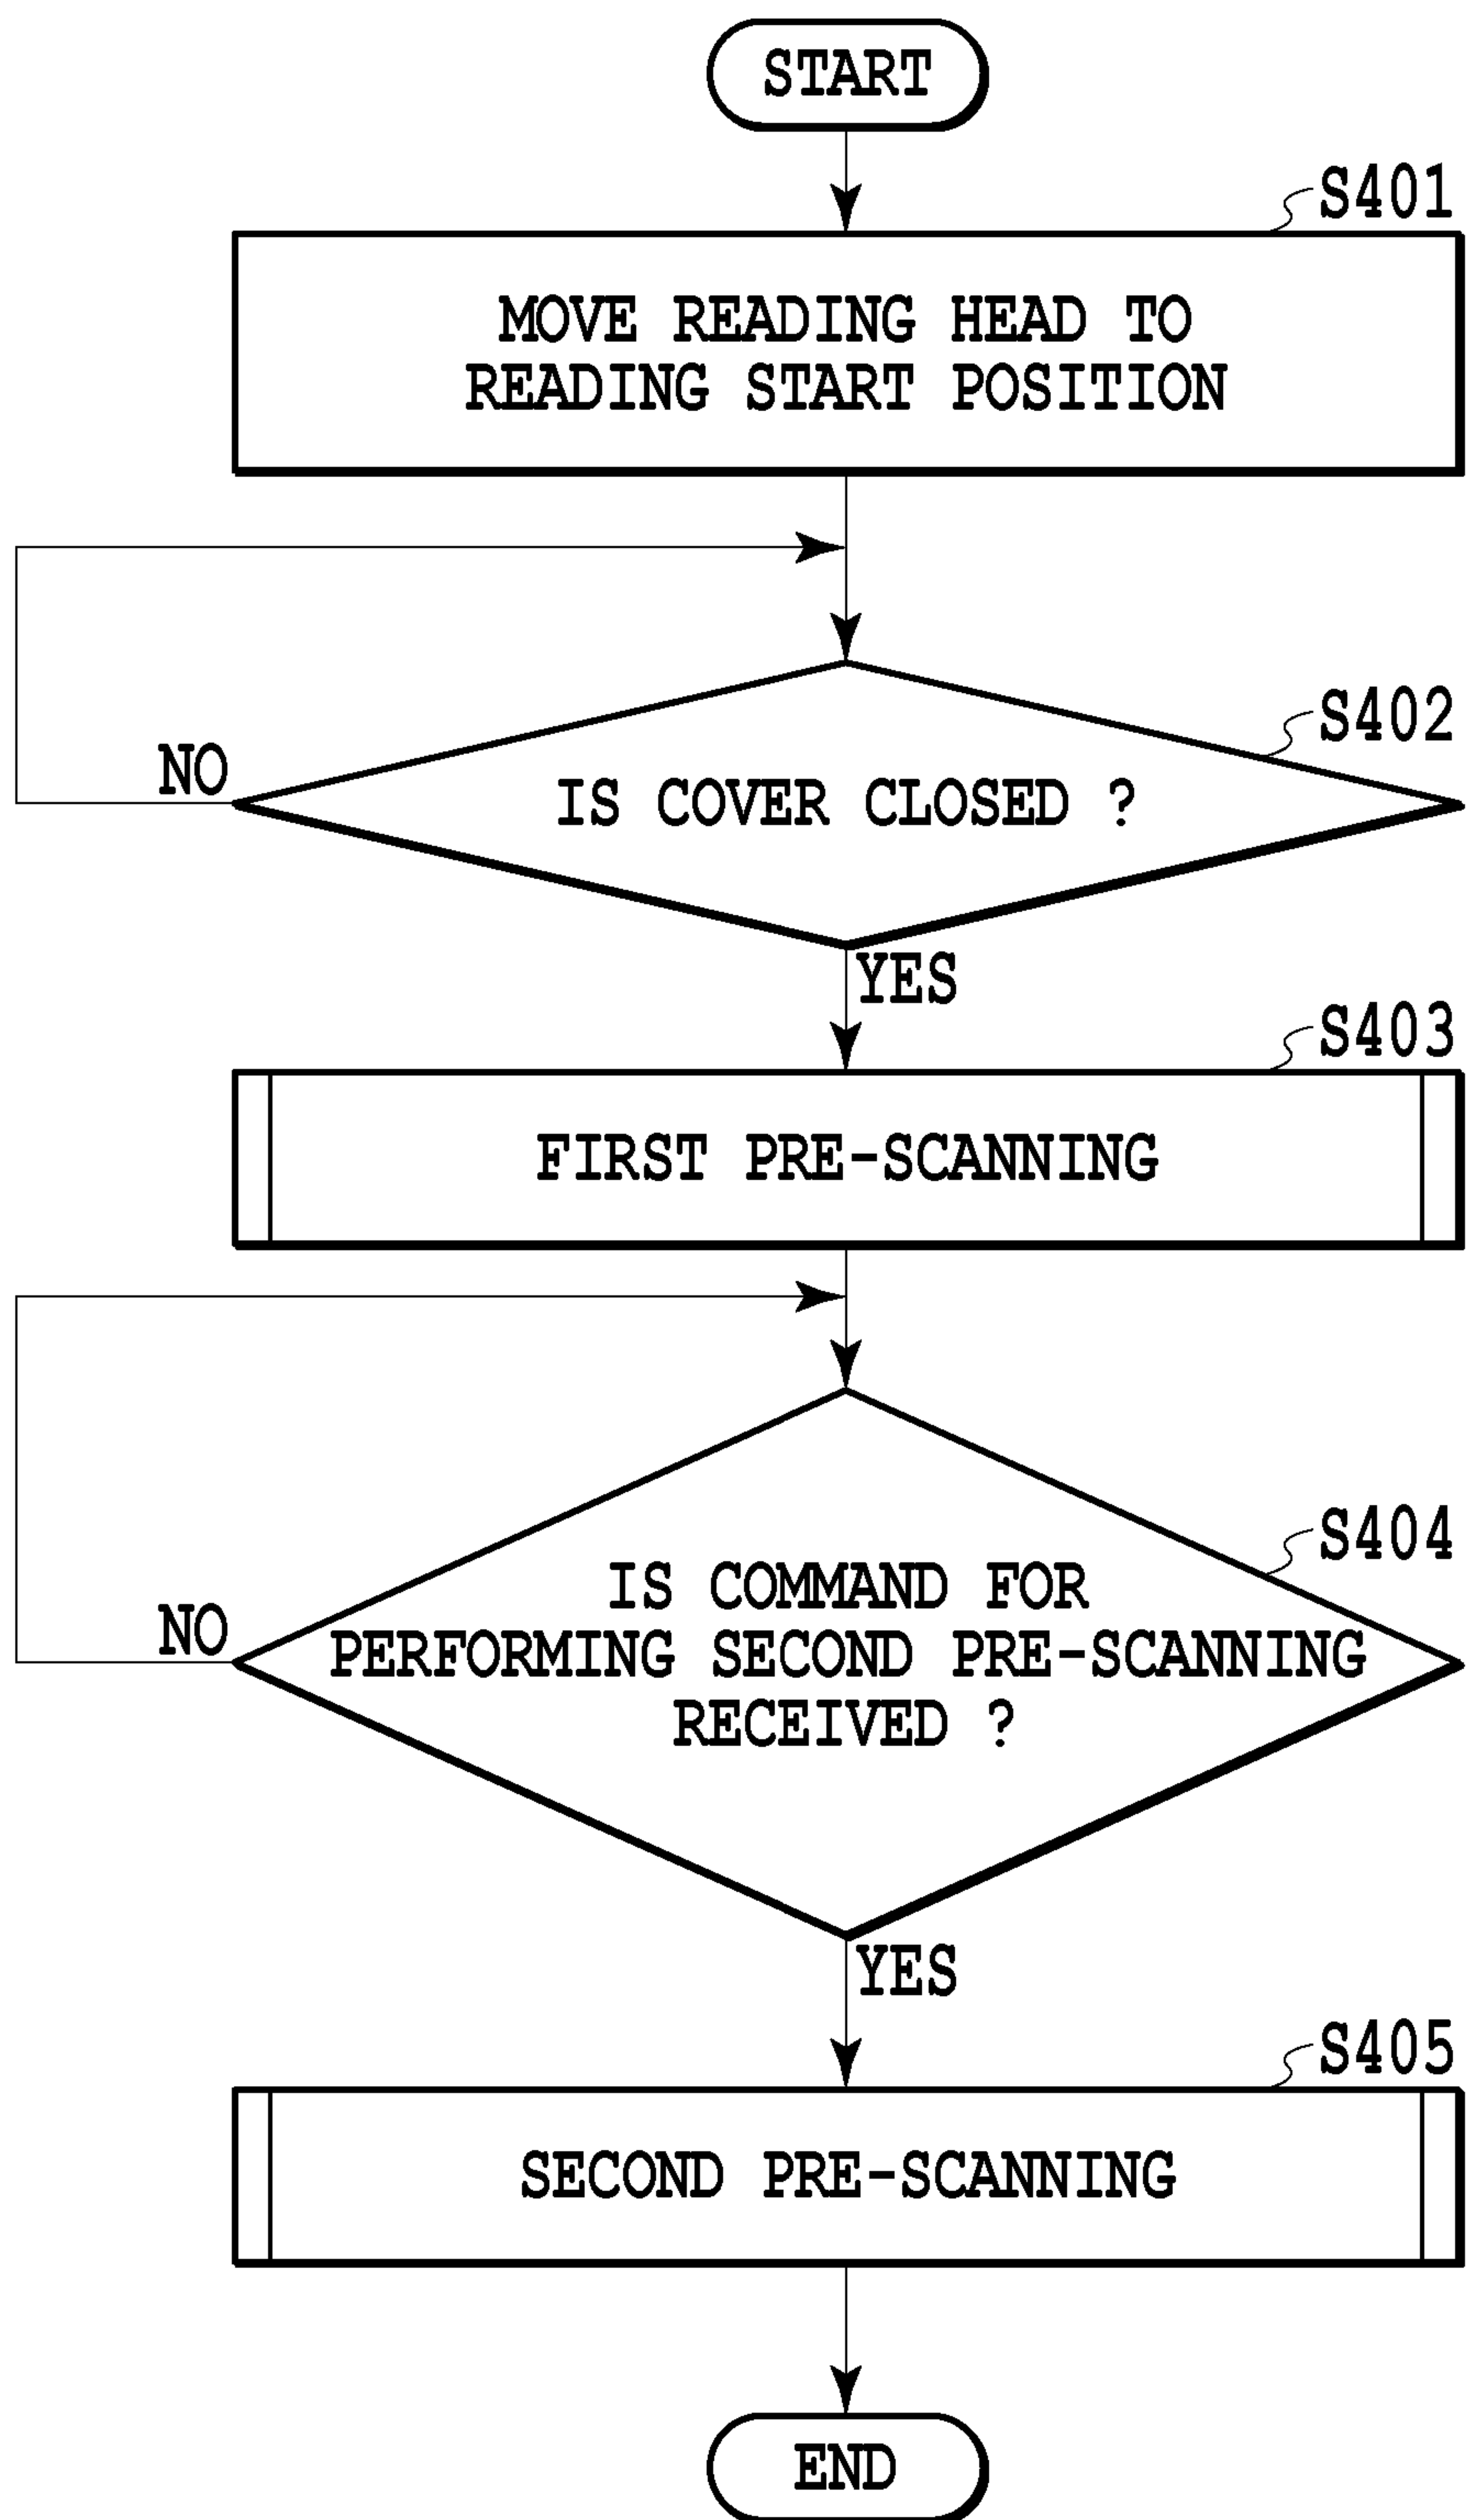 START
S401
MOVE READING HEAD TO
READING START POSITION
S402
NO
IS COVER CLOSED ?
YES
S403
FIRST PRE-SCANNING
S404
IS COMMAND FOR
NO
PERFORMING SECOND PRE-SCANNING
RECEIVED ?
YES
S405
SECOND PRE-SCANNING
END